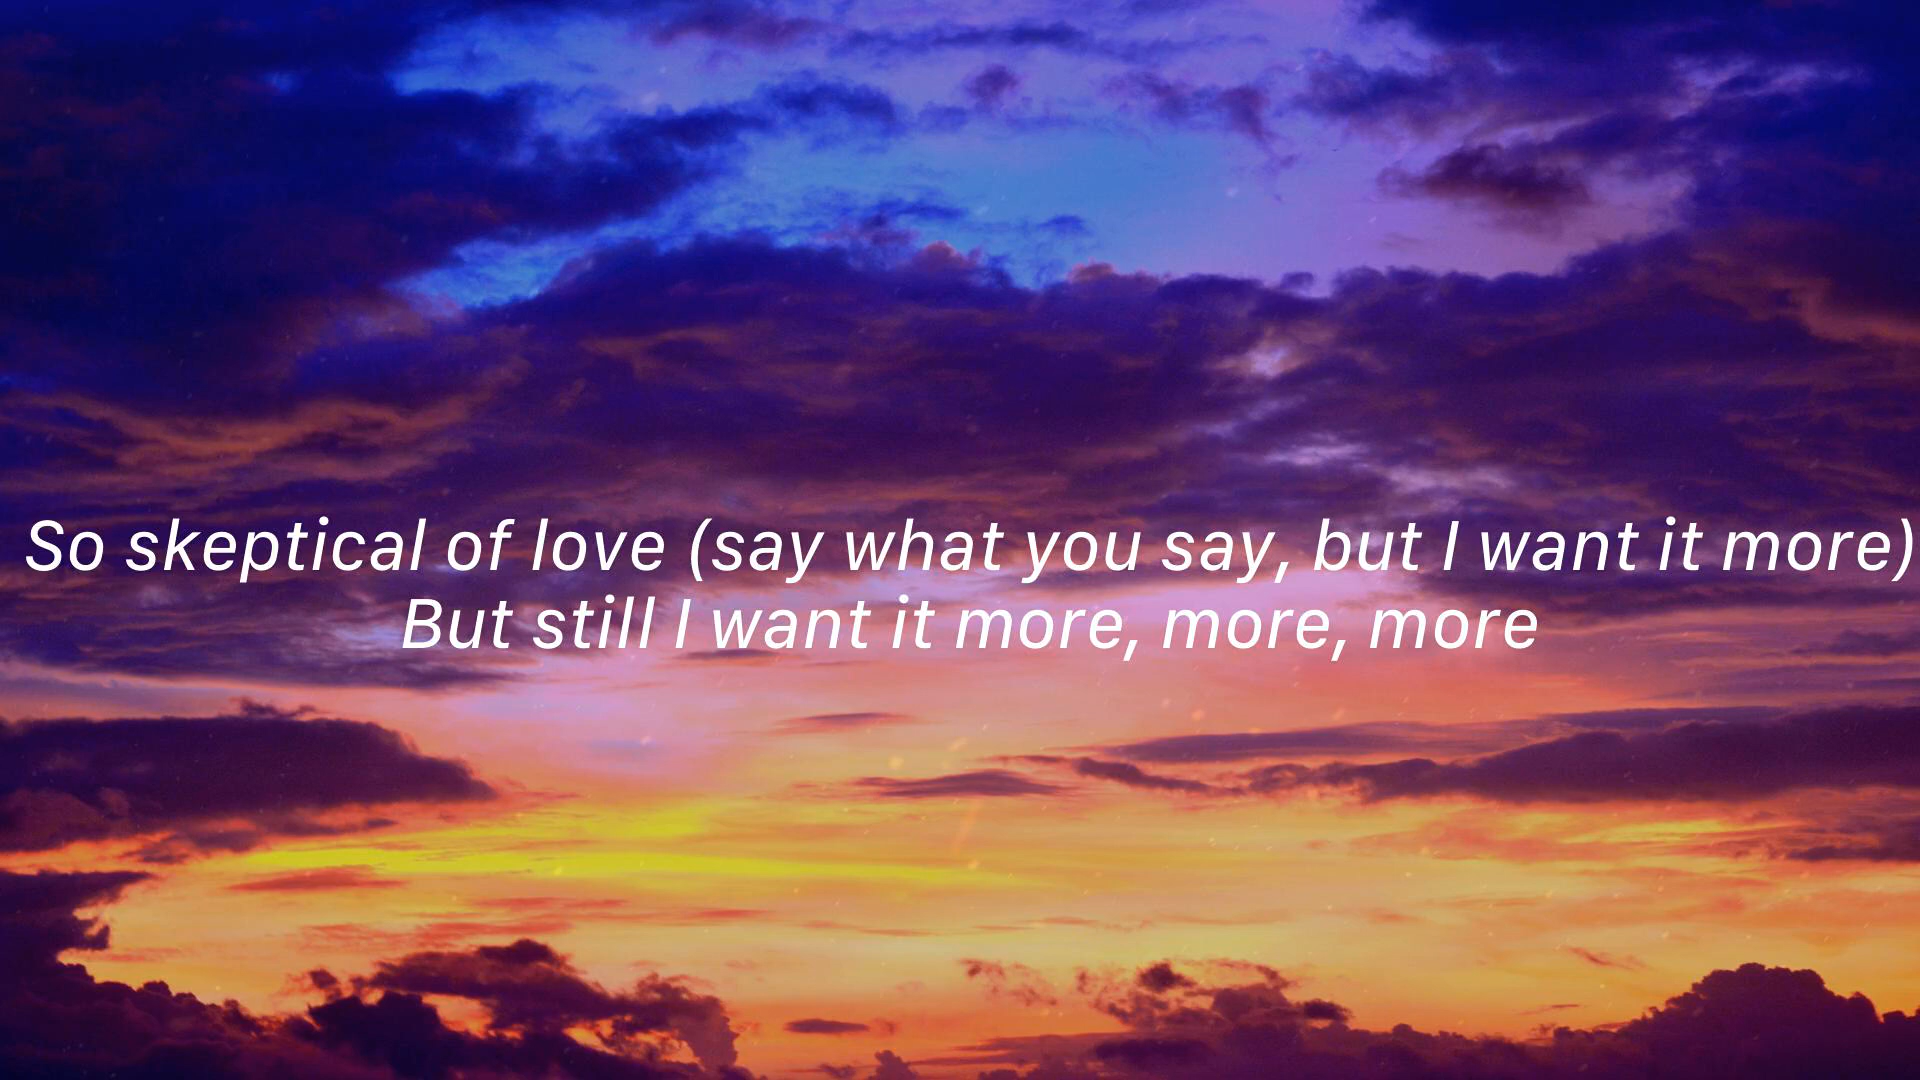 So skeptical of love (say what you say, but I want it more)
But still I want it more, more, more